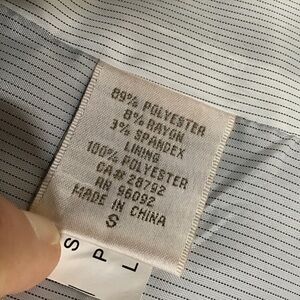 89% POLYESTER
8% RAYON
3% SPANDEX
LINING
100% POLYESTER
CA# 28792
RN 96092
MADE IN CHINA
S
S
P
L